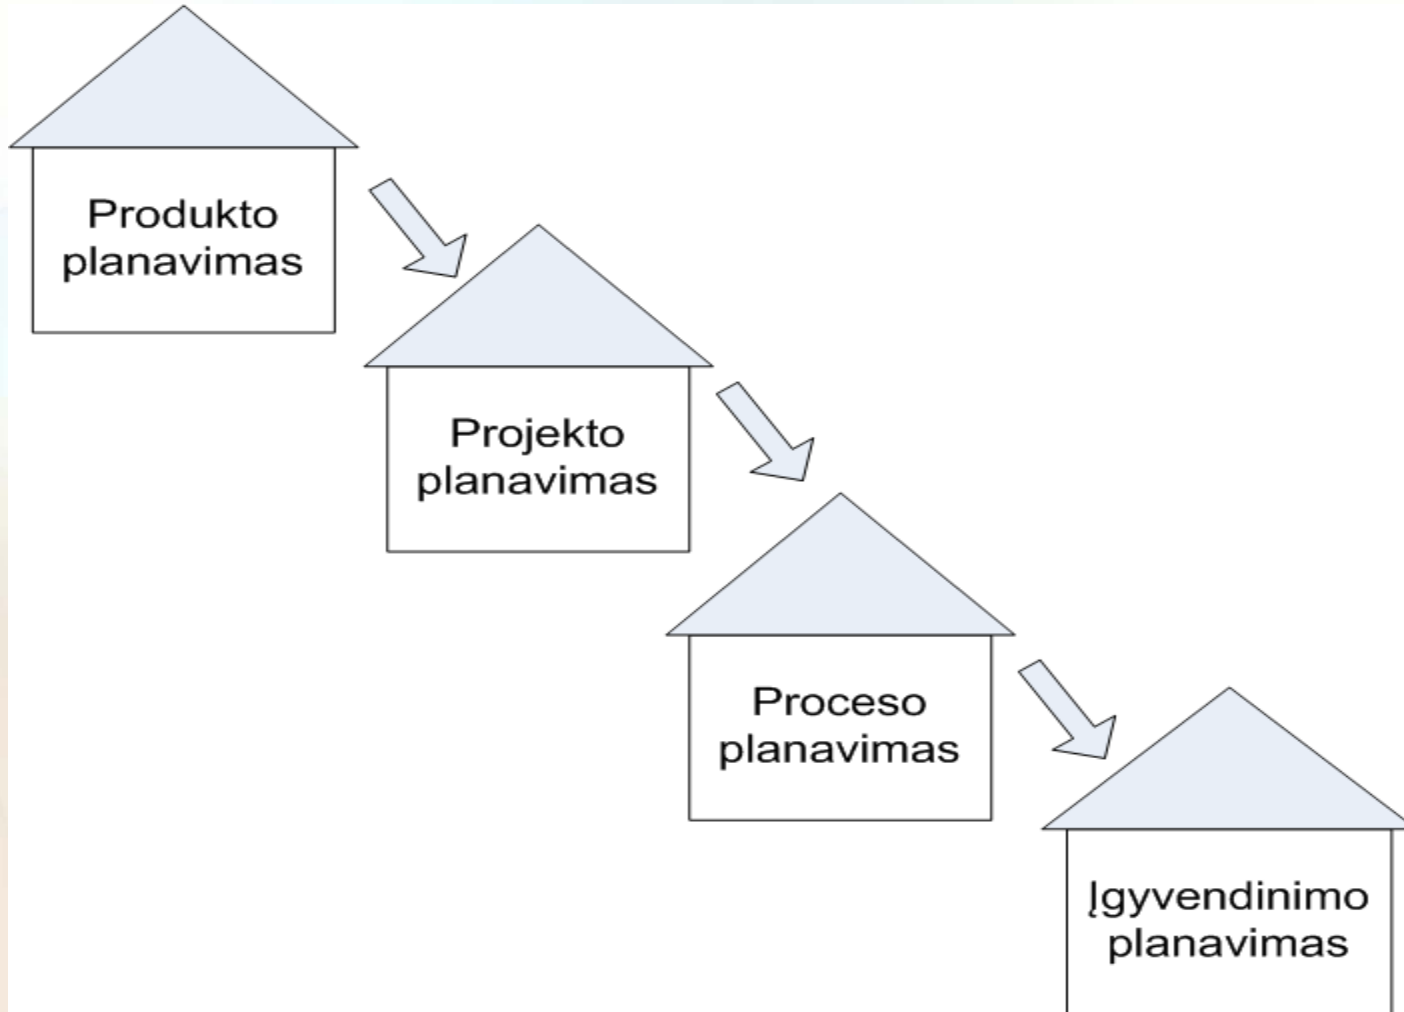 Produkto
planavimas
Projekto
planavimas
Proceso
planavimas
Įgyvendinimo
planavimas